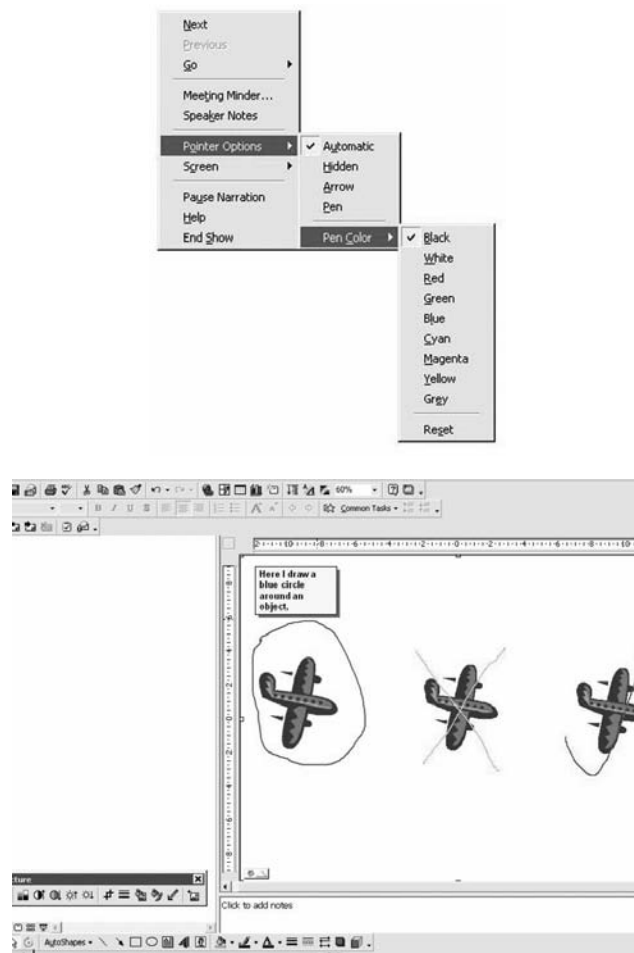 Next
Previous
Go
Meeting Minder...
Speaker Notes
Pointer Options
Screen
Pause Narration
Help
End Show
Automatic
Hidden
Arrow
Pen
Pen Color
Black
White
Red
Green
Blue
Cyan
Magenta
Yellow
Grey
Reset
60%
B I U S
Common Tasks
Here I draw a
blue circle
around an
object.
cture
Click to add notes
AutoShapes